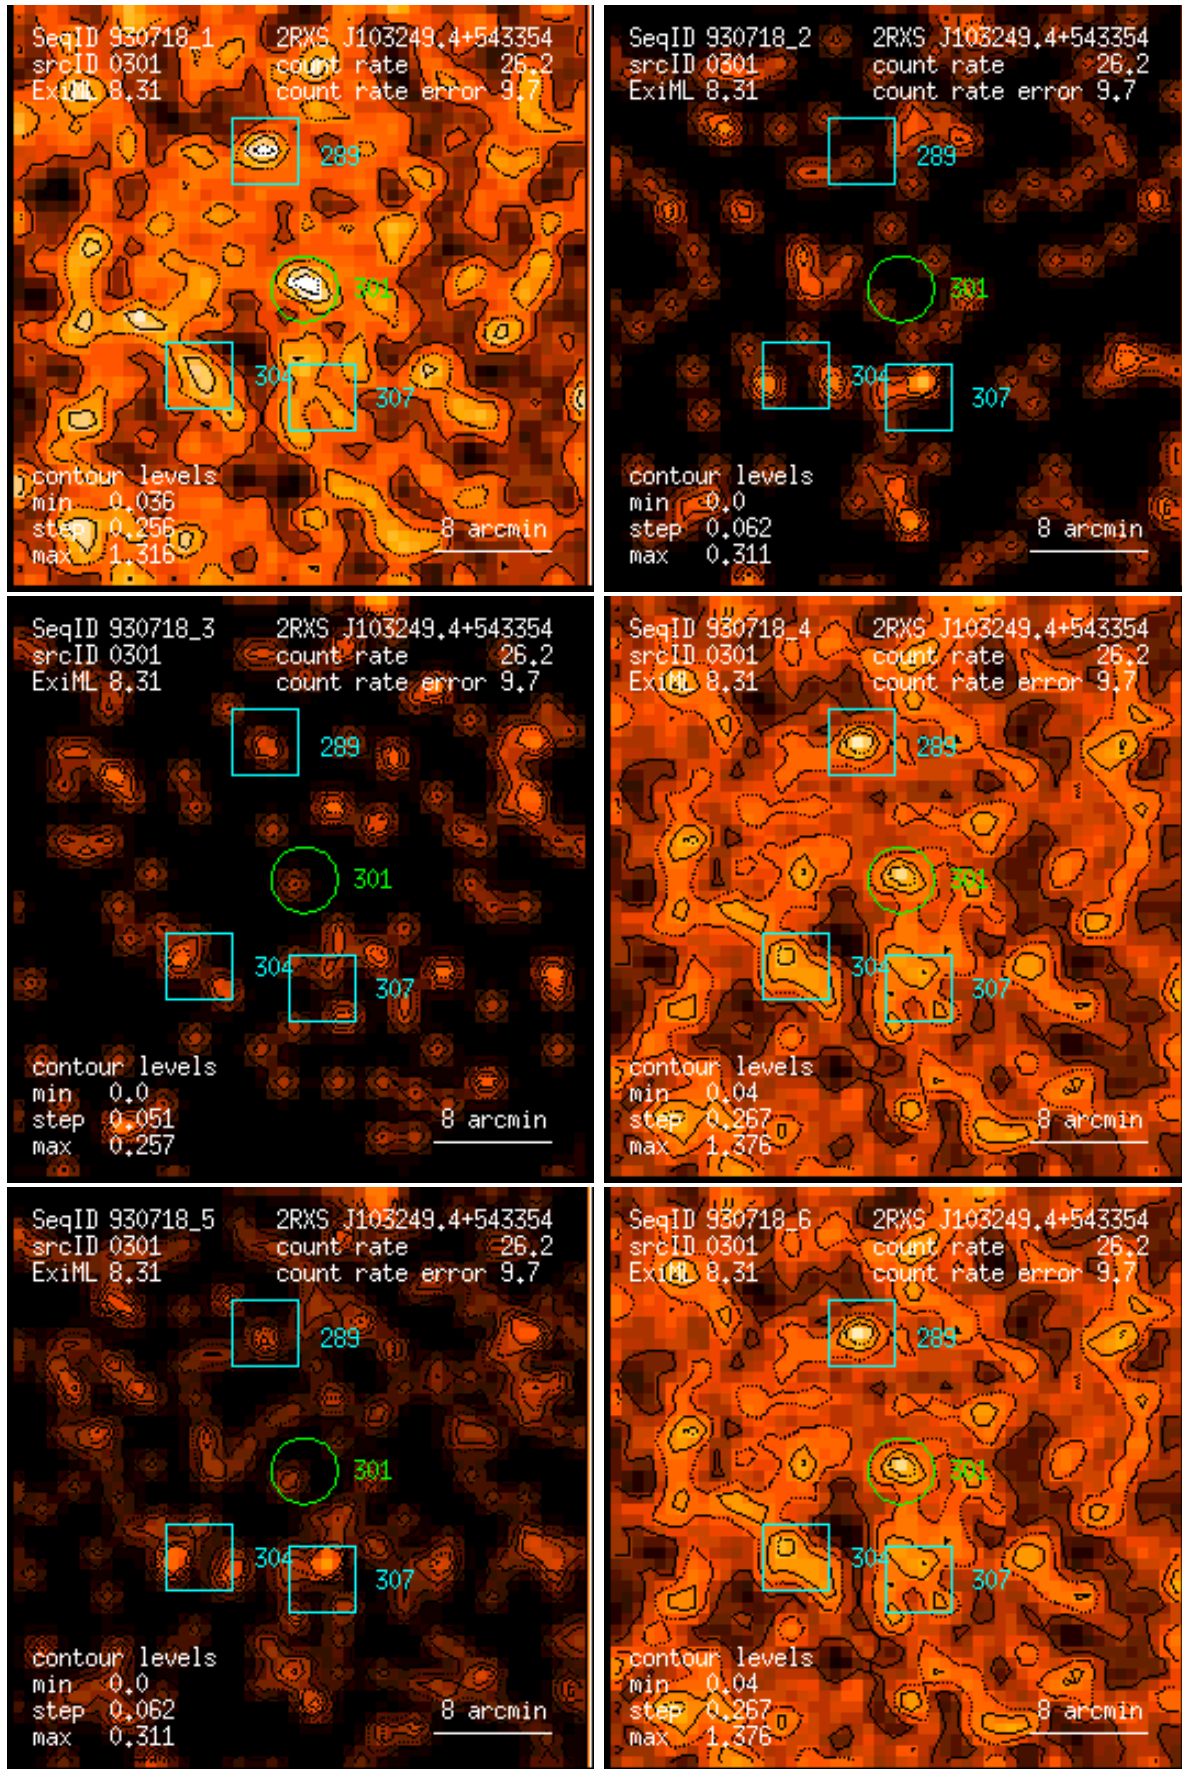 SeqID 930718_1 2RXS J103249.4+543354
srcID 0301 count rate 26.2
ExiML 8.31 count rate error 9.7
289
301
304
307
contour levels
min 0.036
step 0.256
max 1.316
8 arcmin
SeqID 930718_2 2RXS J103249.4+543354
srcID 0301 count rate 26.2
ExiML 8.31 count rate error 9.7
289
301
304
307
contour levels
min 0.0
step 0.062
max 0.311
8 arcmin
SeqID 930718_3 2RXS J103249.4+543354
srcID 0301 count rate 26.2
ExiML 8.31 count rate error 9.7
289
301
304
307
contour levels
min 0.0
step 0.051
max 0.257
8 arcmin
SeqID 930718_4 2RXS J103249.4+543354
srcID 0301 count rate 26.2
ExiML 8.31 count rate error 9.7
289
301
304
307
contour levels
min 0.04
step 0.267
max 1.376
8 arcmin
SeqID 930718_5 2RXS J103249.4+543354
srcID 0301 count rate 26.2
ExiML 8.31 count rate error 9.7
289
301
304
307
contour levels
min 0.0
step 0.062
max 0.311
8 arcmin
SeqID 930718_6 2RXS J103249.4+543354
srcID 0301 count rate 26.2
ExiML 8.31 count rate error 9.7
289
301
304
307
contour levels
min 0.04
step 0.267
max 1.376
8 arcmin